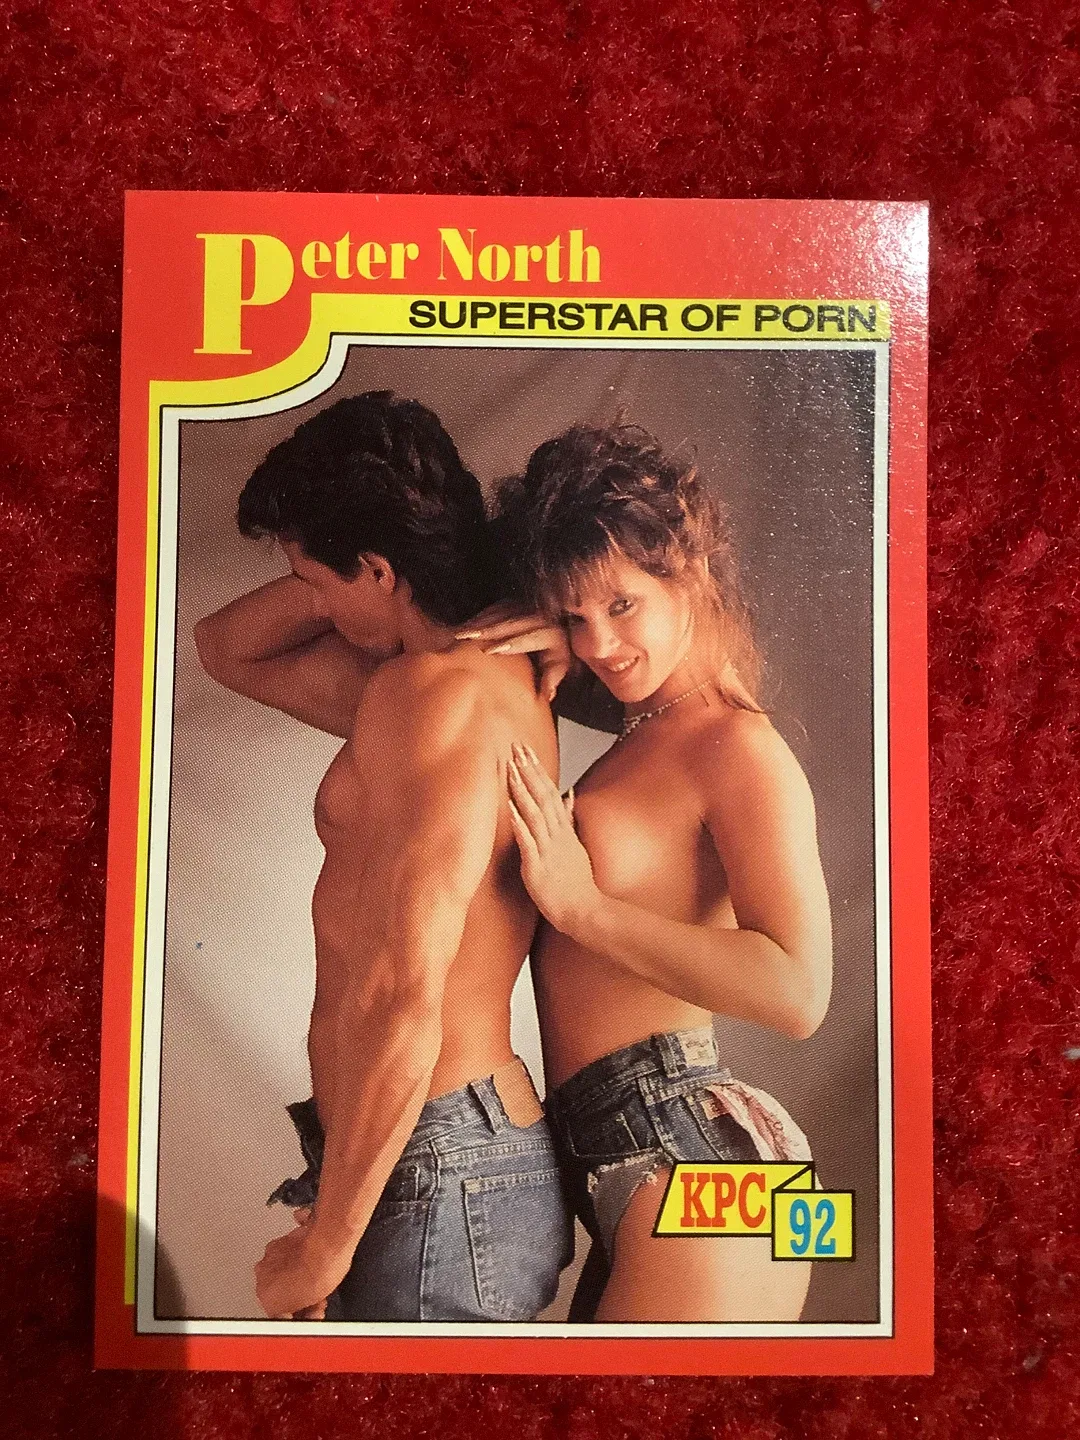 Peter North
SUPERSTAR OF PORN
KPC
92